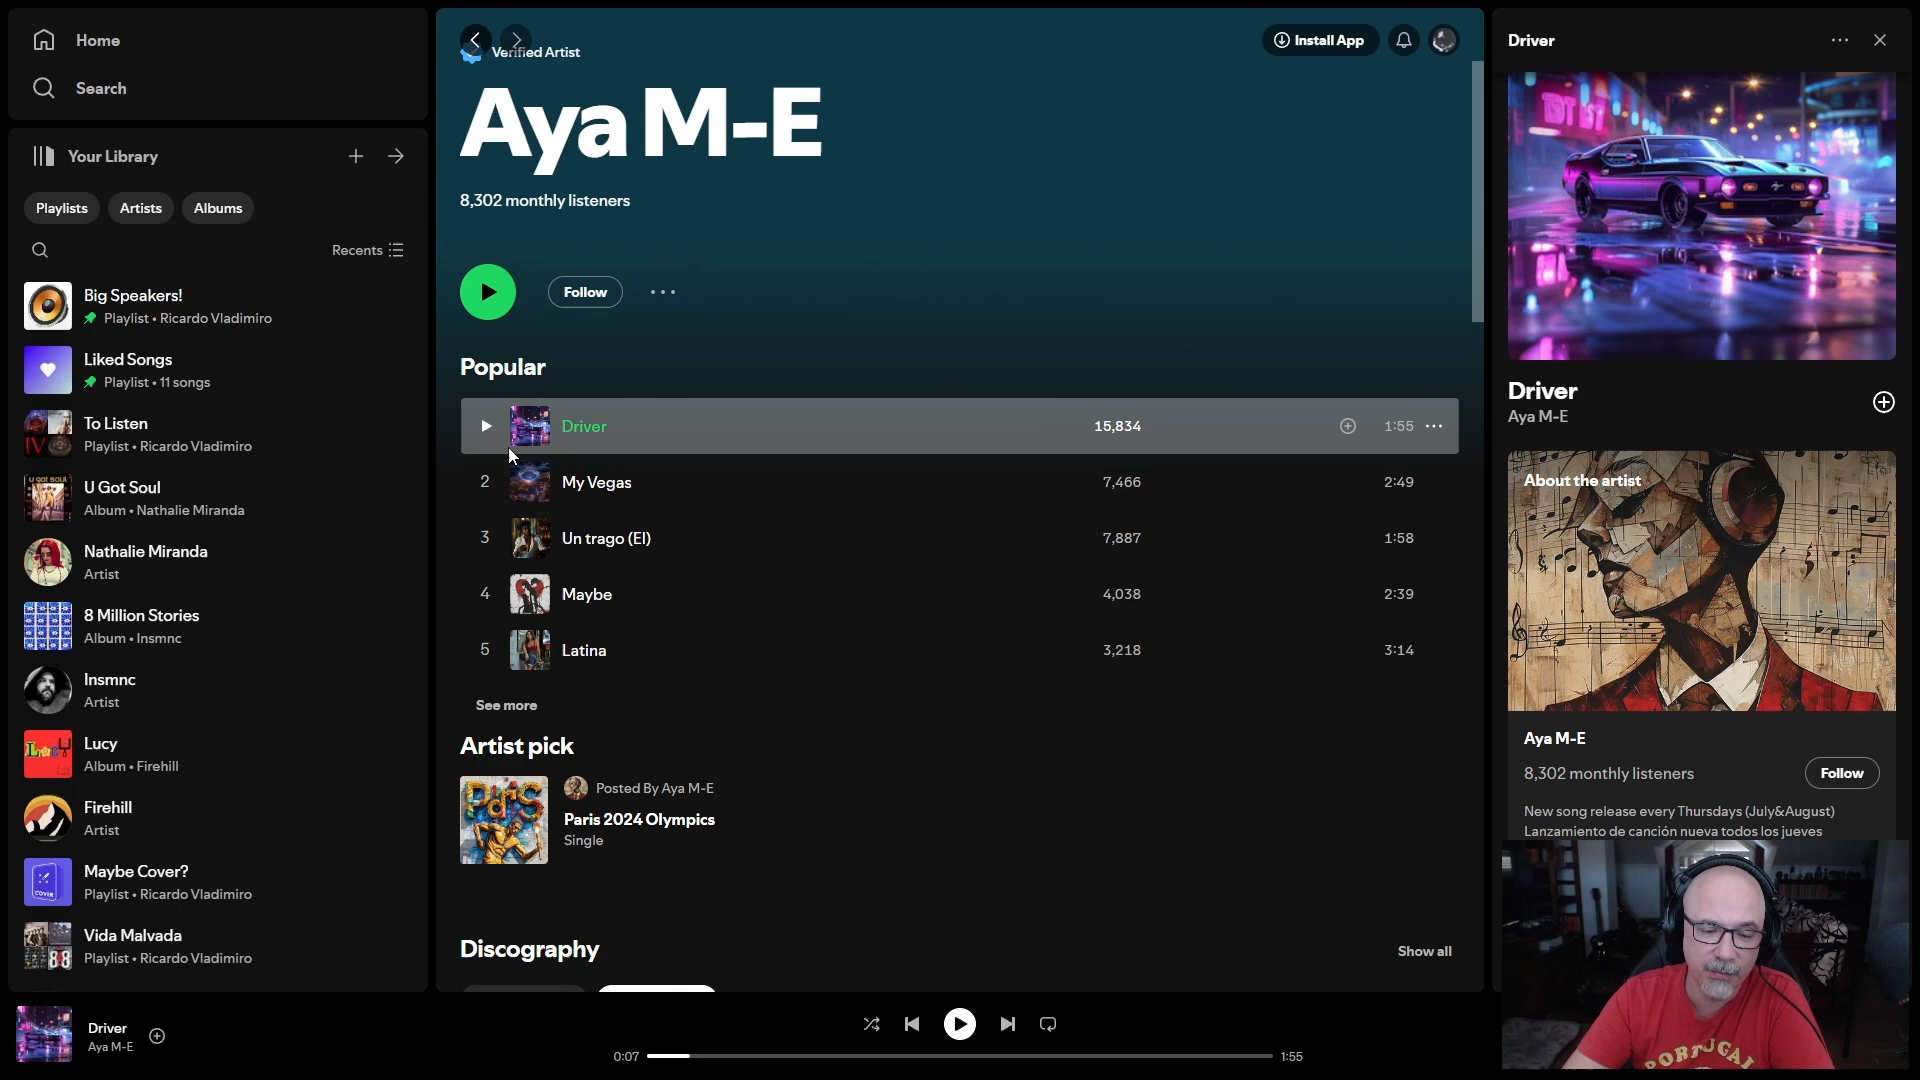 Home
Search
Your Library
Playlists
Artists
Albums
Recents
Big Speakers!
Playlist • Ricardo Vladimiro
Liked Songs
Playlist • 11 songs
To Listen
Playlist • Ricardo Vladimiro
U Got Soul
Album • Nathalie Miranda
Nathalie Miranda
Artist
8 Million Stories
Album • Insmnc
Insmnc
Artist
Lucy
Album • Firehill
Firehill
Artist
Maybe Cover?
Playlist • Ricardo Vladimiro
Vida Malvada
Playlist • Ricardo Vladimiro
Verified Artist
Install App
Aya M-E
8,302 monthly listeners
Follow
Popular
Driver 15,834 1:55
2 My Vegas 7,466 2:49
3 Un trago (El) 7,887 1:58
4 Maybe 4,038 2:39
5 Latina 3,218 3:14
See more
Artist pick
Posted By Aya M-E
Paris 2024 Olympics
Single
Discography
Show all
Driver
Driver
Aya M-E
About the artist
Aya M-E
8,302 monthly listeners
Follow
New song release every Thursdays (July&August)
Lanzamiento de canción nueva todos los jueves
PORTUGAL
Driver
Aya M-E
0:07
1:55